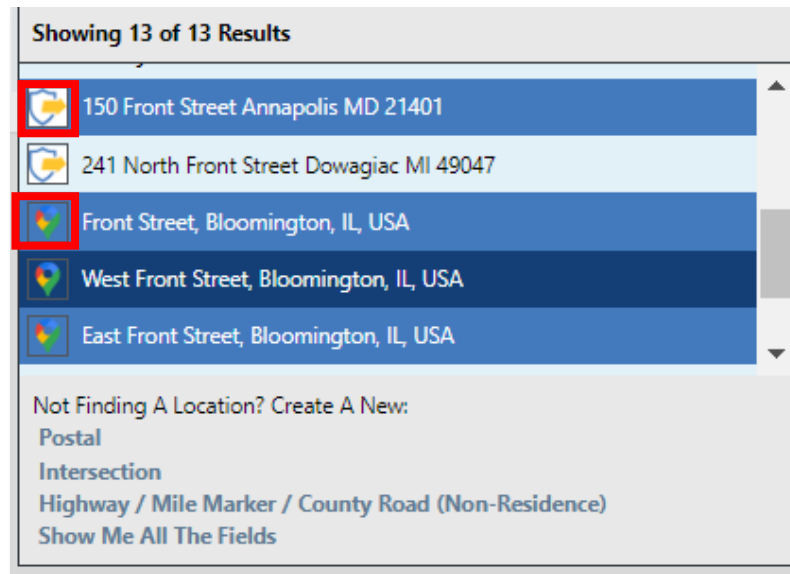 Showing 13 of 13 Results
150 Front Street Annapolis MD 21401
241 North Front Street Dowagiac MI 49047
Front Street, Bloomington, IL, USA
West Front Street, Bloomington, IL, USA
East Front Street, Bloomington, IL, USA
Not Finding A Location? Create A New:
Postal
Intersection
Highway / Mile Marker / County Road (Non-Residence)
Show Me All The Fields